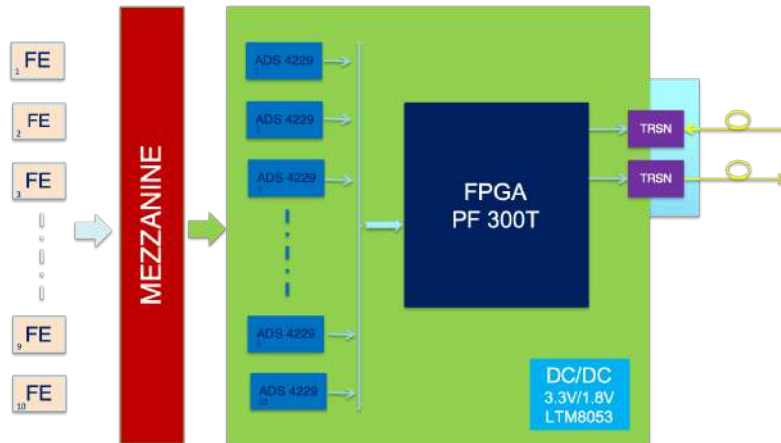 FE
1
FE
2
FE
3
FE
9
FE
10
MEZZANINE
ADS 4229
ADS 4229
ADS 4229
ADS 4229
ADS 4229
10
FPGA
PF 300T
TRSN
TRSN
DC/DC
3.3V/1.8V
LTM8053